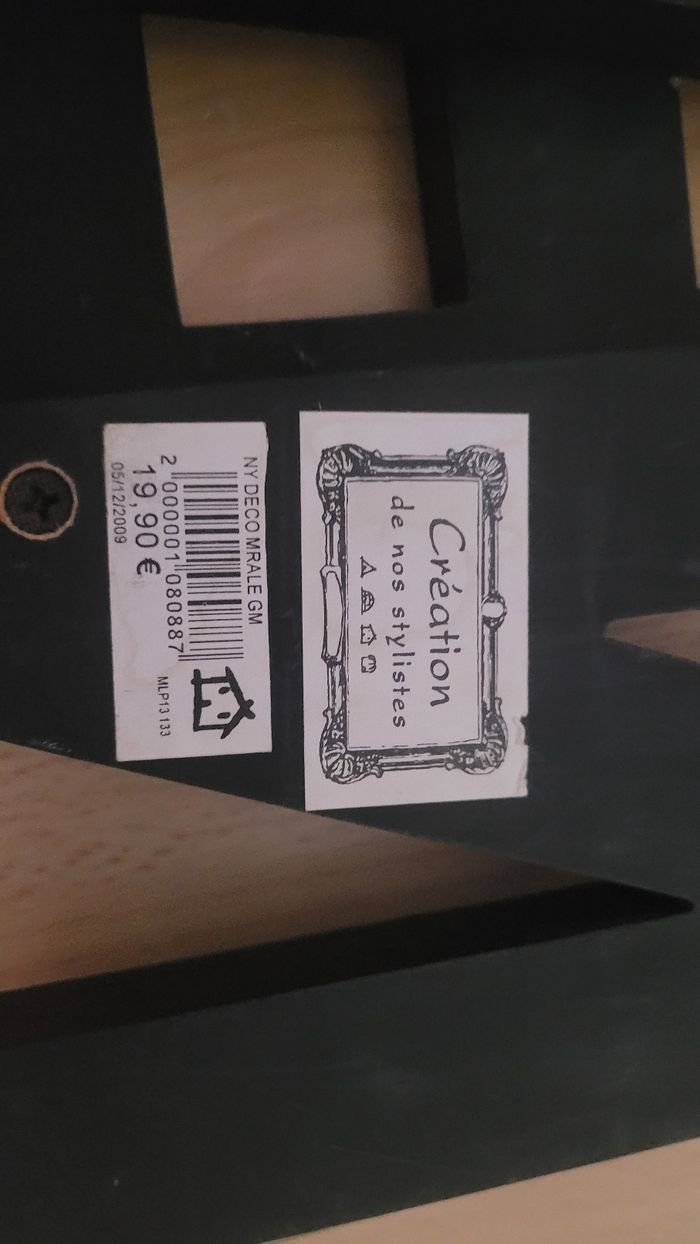 Création
de nos stylistes
NY DECO MRALE GM
2 000001 080887
19,90 €
05/12/2009
MLP13 133